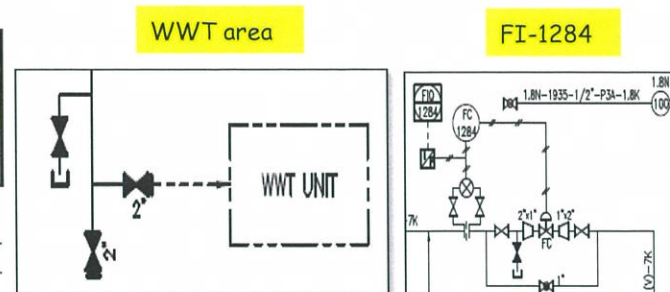 WWT area
2"
WWT UNIT
2"
FI-1284
1.8N
1.8N-1935-1/2"-P3A-1.8K
100
FIQ
1284
FC
1284
-7K
2"x1"
1"x2"
FC
1"
(V)-7K